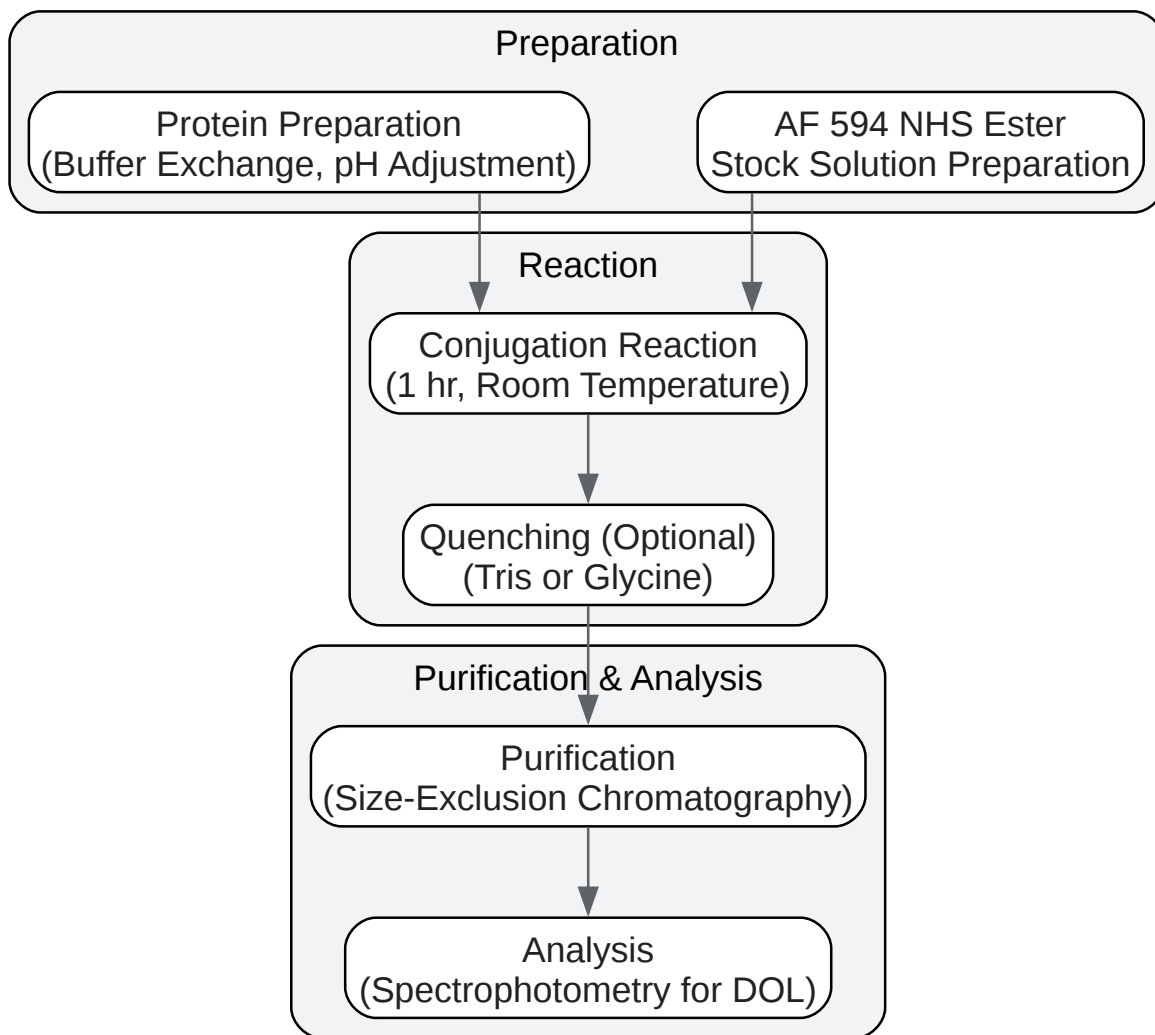 Preparation
Protein Preparation
(Buffer Exchange, pH Adjustment)
AF 594 NHS Ester
Stock Solution Preparation
Reaction
Conjugation Reaction
(1 hr, Room Temperature)
Quenching (Optional)
(Tris or Glycine)
Purification & Analysis
Purification
(Size-Exclusion Chromatography)
Analysis
(Spectrophotometry for DOL)